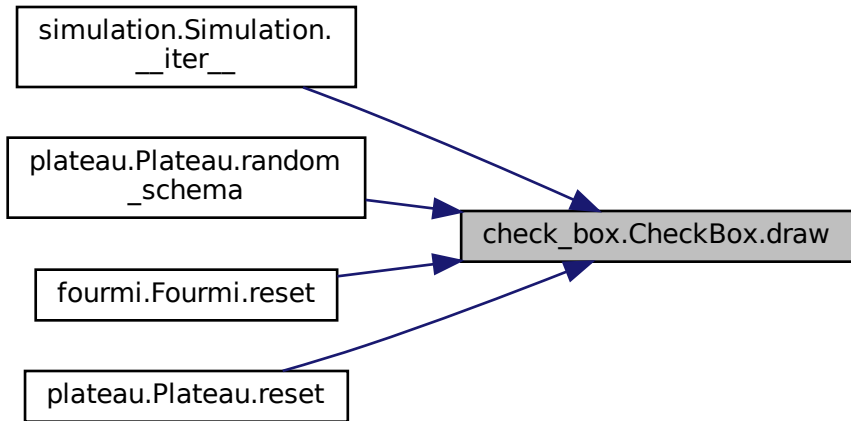 simulation.Simulation.
__iter__
plateau.Plateau.random
_schema
check_box.CheckBox.draw
fourmi.Fourmi.reset
plateau.Plateau.reset